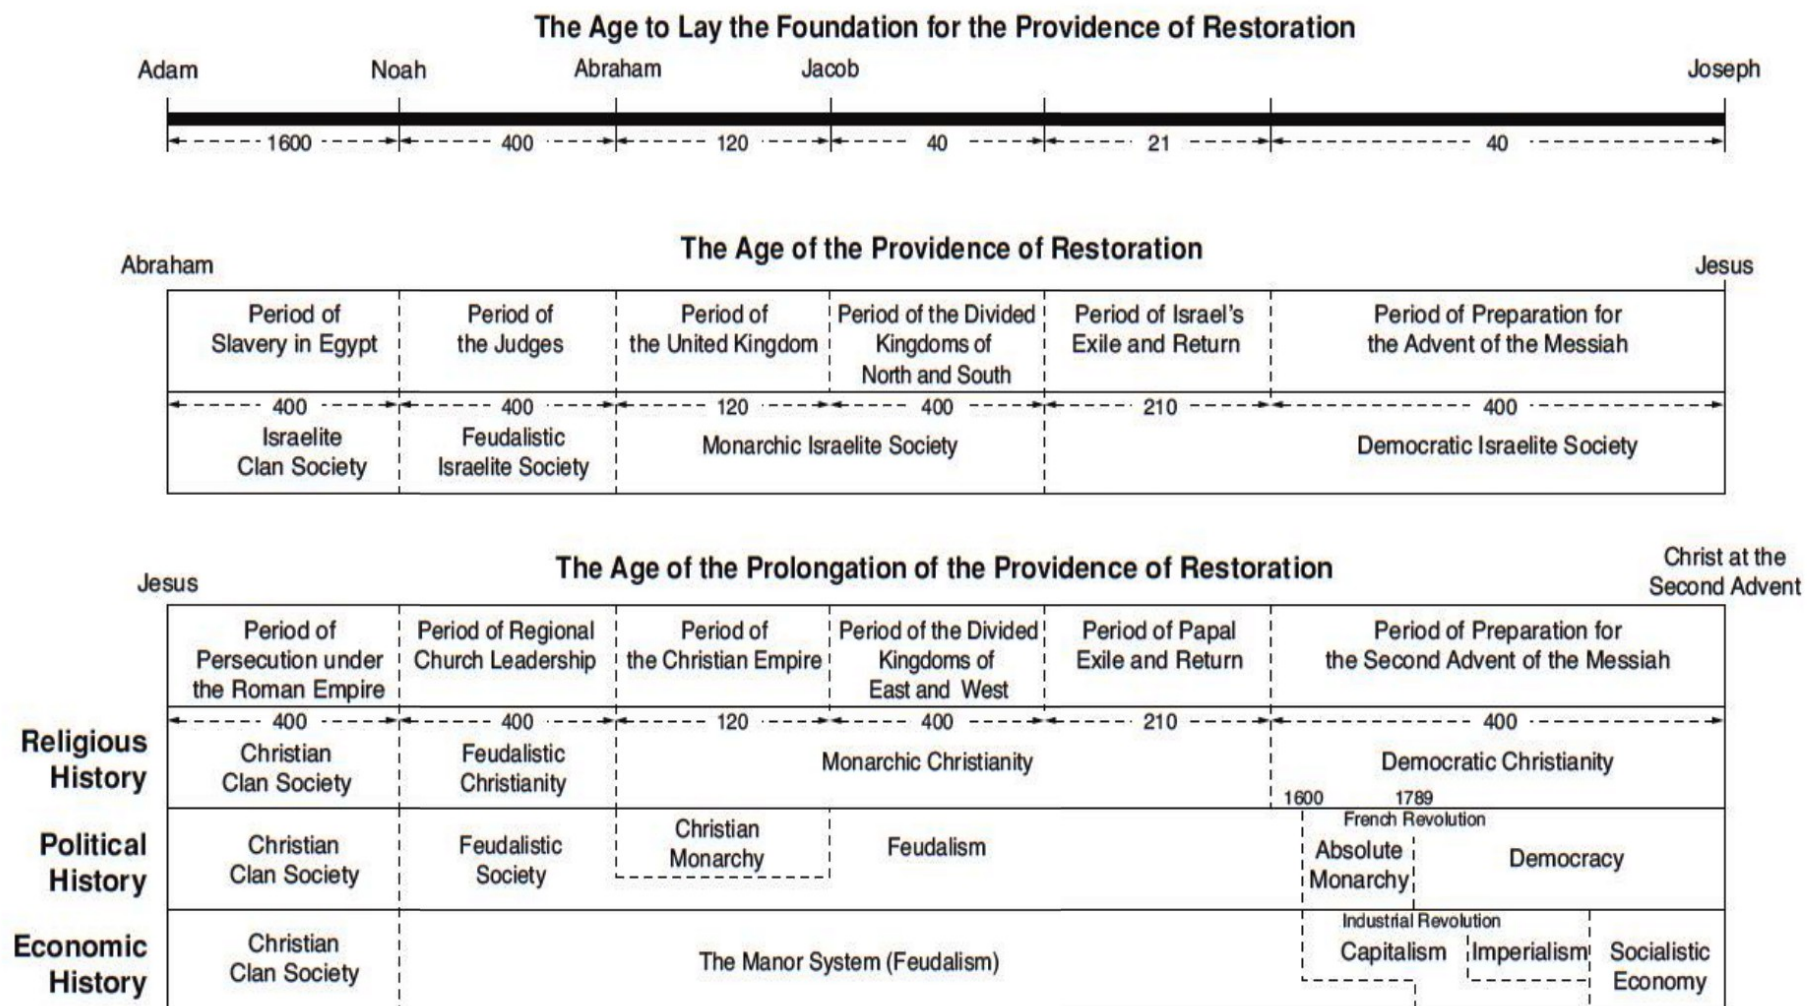 The Age to Lay the Foundation for the Providence of Restoration
Adam Noah Abraham Jacob Joseph
1600 400 120 40 21 40
The Age of the Providence of Restoration
Abraham Jesus
Period of Slavery in Egypt
Period of the Judges
Period of the United Kingdom
Period of the Divided Kingdoms of North and South
Period of Israel's Exile and Return
Period of Preparation for the Advent of the Messiah
400 400 120 400 210 400
Israelite Clan Society
Feudalistic Israelite Society
Monarchic Israelite Society
Democratic Israelite Society
The Age of the Prolongation of the Providence of Restoration
Jesus
Christ at the Second Advent
Period of Persecution under the Roman Empire
Period of Regional Church Leadership
Period of the Christian Empire
Period of the Divided Kingdoms of East and West
Period of Papal Exile and Return
Period of Preparation for the Second Advent of the Messiah
400 400 120 400 210 400
Religious History
Christian Clan Society
Feudalistic Christianity
Monarchic Christianity
Democratic Christianity
1600 1789
French Revolution
Political History
Christian Clan Society
Feudalistic Society
Christian Monarchy
Feudalism
Absolute Monarchy
Democracy
Industrial Revolution
Economic History
Christian Clan Society
The Manor System (Feudalism)
Capitalism
Imperialism
Socialistic Economy